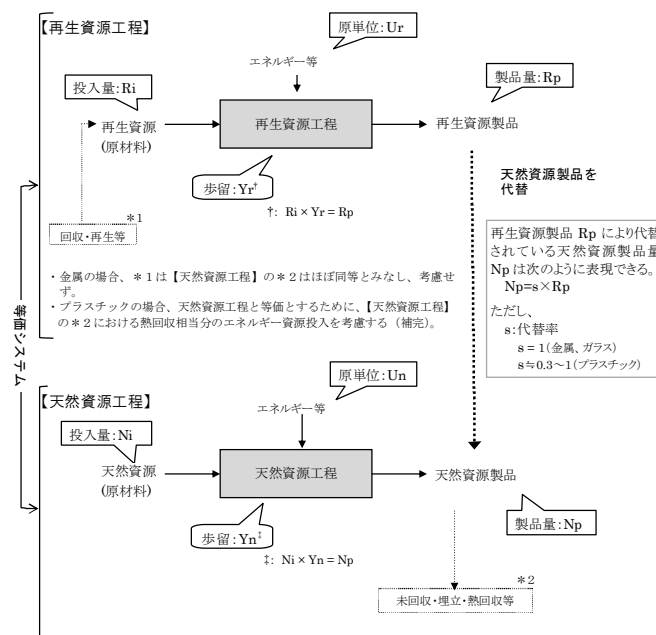 【再生資源工程】
原単位：Ur
エネルギー等
投入量：Ri
製品量：Rp
再生資源
(原材料)
再生資源工程
再生資源製品
歩留：Yr†
†: Ri × Yr = Rp
天然資源製品を
代替
*1
回収・再生等
再生資源製品 Rp により代替
されている天然資源製品量
Np は次のように表現できる。
Np=s×Rp
ただし、
s:代替率
s = 1(金属、ガラス)
s≒0.3～1(プラスチック)
・金属の場合、*1は【天然資源工程】の*2はほぼ同等とみなし、考慮せ
ず。
・プラスチックの場合、天然資源工程と等価とするために、【天然資源工程】
の*2における熱回収相当分のエネルギー資源投入を考慮する（補完）。
等価システム
【天然資源工程】
原単位：Un
エネルギー等
投入量：Ni
天然資源
(原材料)
天然資源工程
天然資源製品
歩留：Yn‡
‡: Ni × Yn = Np
製品量：Np
*2
未回収・埋立・熱回収等